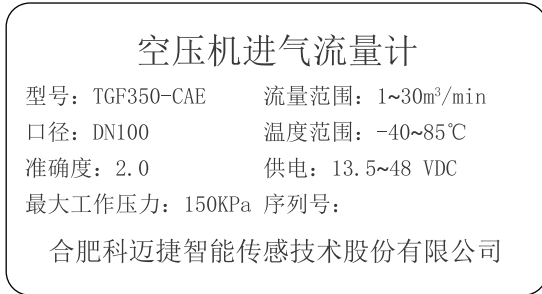 空压机进气流量计
型号：TGF350-CAE 流量范围：1~30m³/min
口径：DN100 温度范围：-40~85℃
准确度：2.0 供电：13.5~48 VDC
最大工作压力：150KPa 序列号：
合肥科迈捷智能传感技术股份有限公司